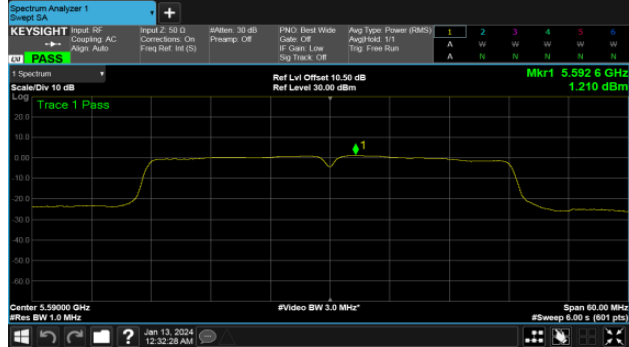 Spectrum Analyzer 1
Swept SA
+
KEYSIGHT Input: RF Input Z: 50 Ω #Atten: 30 dB PNO: Best Wide Avg Type: Power (RMS) 1 2 3 4 5 6
Coupling: AC Corrections: On Preamp: Off Gate: Off Avg|Hold: 1/1 A W W W W W
Align: Auto Freq Ref: Int (S) IF Gain: Low Trig: Free Run
Sig Track: Off A N N N N N
LXI PASS
1 Spectrum Ref Lvl Offset 10.50 dB Mkr1 5.592 6 GHz
Scale/Div 10 dB Ref Level 30.00 dBm 1.210 dBm
Log
Trace 1 Pass
20.0
10.0
1
0.00
-10.0
-20.0
-30.0
-40.0
-50.0
-60.0
Center 5.59000 GHz #Video BW 3.0 MHz* Span 60.00 MHz
#Res BW 1.0 MHz #Sweep 6.00 s (601 pts)
? Jan 13, 2024
12:32:28 AM